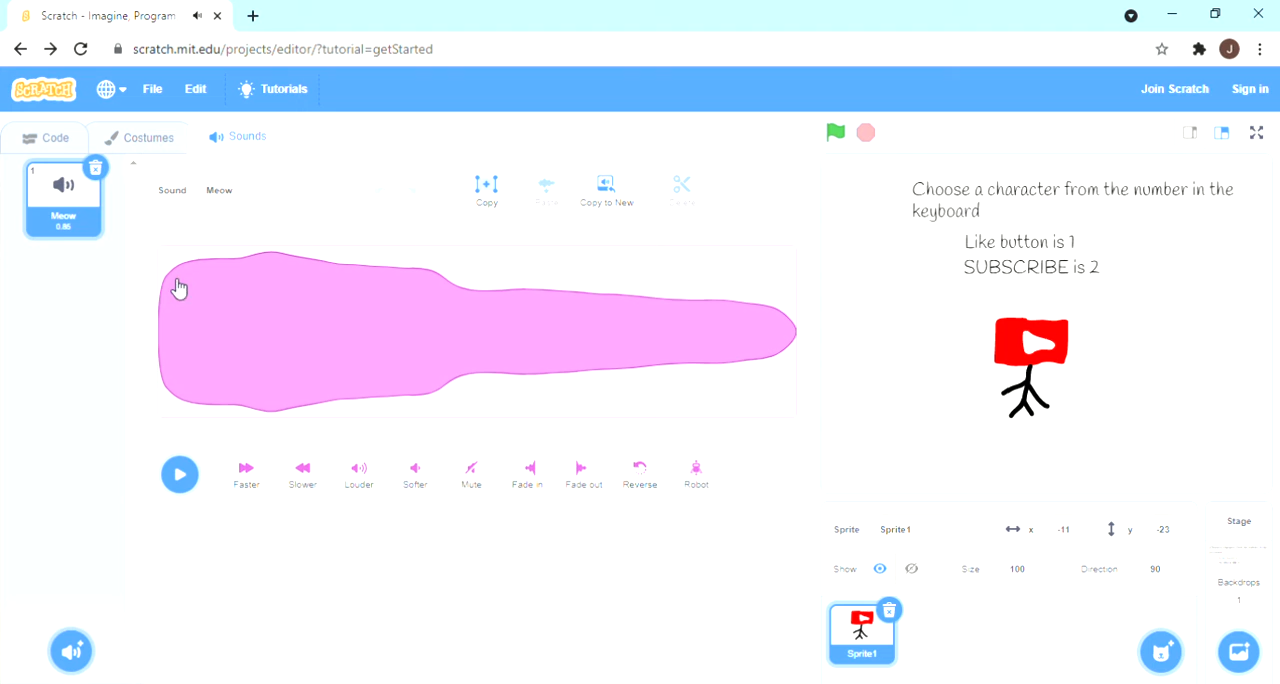 Scratch - Imagine, Program
scratch.mit.edu/projects/editor/?tutorial=getStarted
J
SCRATCH
File
Edit
Tutorials
Join Scratch
Sign in
Code
Costumes
Sounds
1
Meow
0.85
Sound
Meow
Copy
Copy to New
Faster
Slower
Louder
Softer
Mute
Fade in
Fade out
Reverse
Robot
Choose a character from the number in the
keyboard
Like button is 1
SUBSCRIBE is 2
Sprite
Sprite1
x
-11
y
-23
Show
Size
100
Direction
90
Sprite1
Stage
Backdrops
1